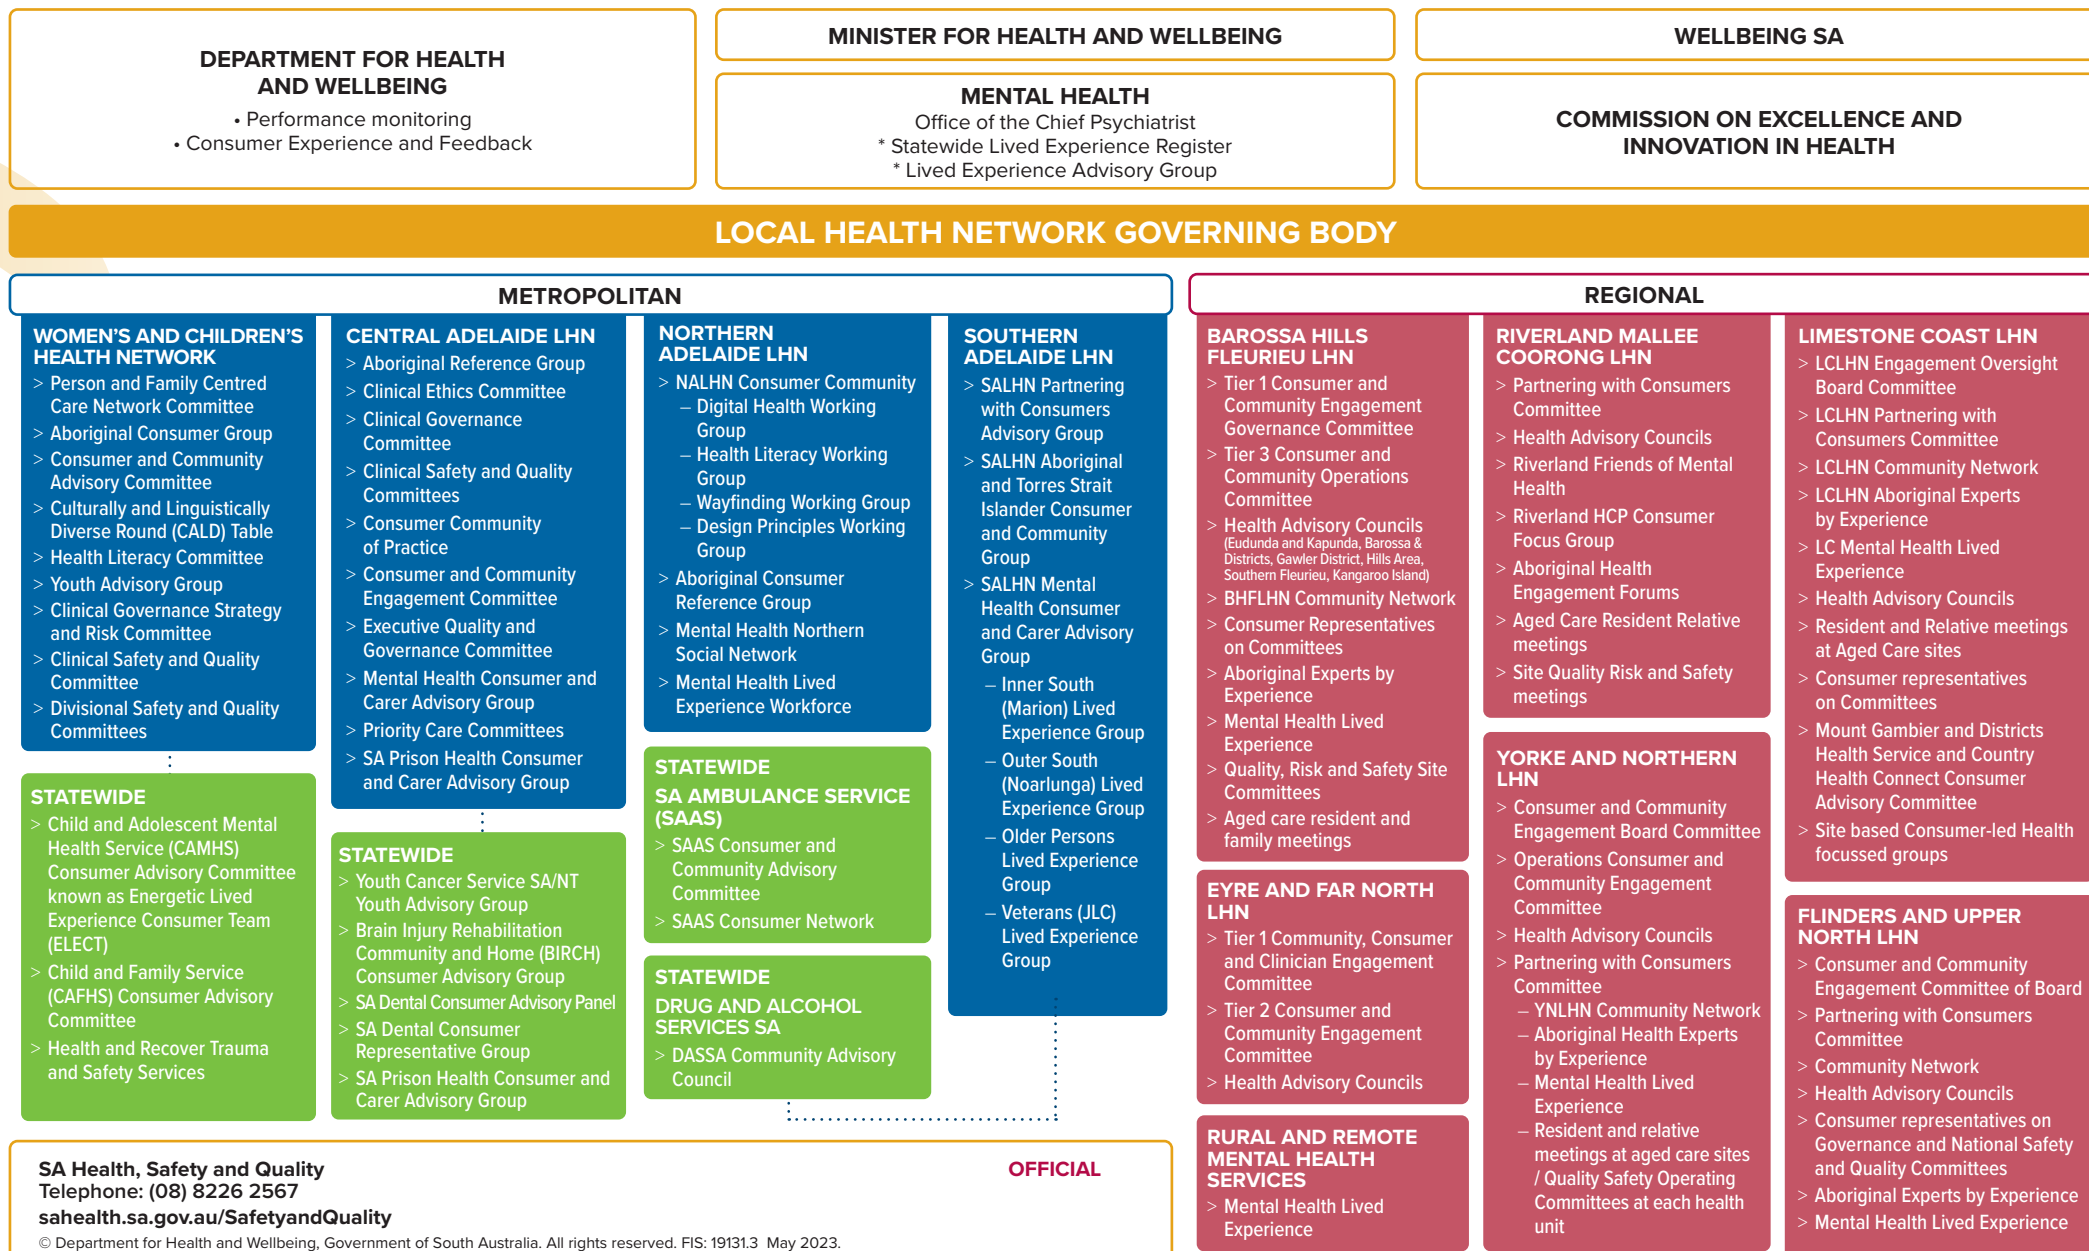 DEPARTMENT FOR HEALTH
AND WELLBEING
• Performance monitoring
• Consumer Experience and Feedback
MINISTER FOR HEALTH AND WELLBEING
MENTAL HEALTH
Office of the Chief Psychiatrist
* Statewide Lived Experience Register
* Lived Experience Advisory Group
WELLBEING SA
COMMISSION ON EXCELLENCE AND
INNOVATION IN HEALTH
LOCAL HEALTH NETWORK GOVERNING BODY
METROPOLITAN
WOMEN'S AND CHILDREN'S
HEALTH NETWORK
> Person and Family Centred
Care Network Committee
> Aboriginal Consumer Group
> Consumer and Community
Advisory Committee
> Culturally and Linguistically
Diverse Round (CALD) Table
> Health Literacy Committee
> Youth Advisory Group
> Clinical Governance Strategy
and Risk Committee
> Clinical Safety and Quality
Committee
> Divisional Safety and Quality
Committees
STATEWIDE
> Child and Adolescent Mental
Health Service (CAMHS)
Consumer Advisory Committee
known as Energetic Lived
Experience Consumer Team
(ELECT)
> Child and Family Service
(CAFHS) Consumer Advisory
Committee
> Health and Recover Trauma
and Safety Services
CENTRAL ADELAIDE LHN
> Aboriginal Reference Group
> Clinical Ethics Committee
> Clinical Governance
Committee
> Clinical Safety and Quality
Committees
> Consumer Community
of Practice
> Consumer and Community
Engagement Committee
> Executive Quality and
Governance Committee
> Mental Health Consumer and
Carer Advisory Group
> Priority Care Committees
> SA Prison Health Consumer
and Carer Advisory Group
STATEWIDE
> Youth Cancer Service SA/NT
Youth Advisory Group
> Brain Injury Rehabilitation
Community and Home (BIRCH)
Consumer Advisory Group
> SA Dental Consumer Advisory Panel
> SA Dental Consumer
Representative Group
> SA Prison Health Consumer and
Carer Advisory Group
NORTHERN
ADELAIDE LHN
> NALHN Consumer Community
– Digital Health Working
Group
– Health Literacy Working
Group
– Wayfinding Working Group
– Design Principles Working
Group
> Aboriginal Consumer
Reference Group
> Mental Health Northern
Social Network
> Mental Health Lived
Experience Workforce
STATEWIDE
SA AMBULANCE SERVICE
(SAAS)
> SAAS Consumer and
Community Advisory
Committee
> SAAS Consumer Network
STATEWIDE
DRUG AND ALCOHOL
SERVICES SA
> DASSA Community Advisory
Council
SOUTHERN
ADELAIDE LHN
> SALHN Partnering
with Consumers
Advisory Group
> SALHN Aboriginal
and Torres Strait
Islander Consumer
and Community
Group
> SALHN Mental
Health Consumer
and Carer Advisory
Group
– Inner South
(Marion) Lived
Experience Group
– Outer South
(Noarlunga) Lived
Experience Group
– Older Persons
Lived Experience
Group
– Veterans (JLC)
Lived Experience
Group
REGIONAL
BAROSSA HILLS
FLEURIEU LHN
> Tier 1 Consumer and
Community Engagement
Governance Committee
> Tier 3 Consumer and
Community Operations
Committee
> Health Advisory Councils
(Eudunda and Kapunda, Barossa &
Districts, Gawler District, Hills Area,
Southern Fleurieu, Kangaroo Island)
> BHFLHN Community Network
> Consumer Representatives
on Committees
> Aboriginal Experts by
Experience
> Mental Health Lived
Experience
> Quality, Risk and Safety Site
Committees
> Aged care resident and
family meetings
EYRE AND FAR NORTH
LHN
> Tier 1 Community, Consumer
and Clinician Engagement
Committee
> Tier 2 Consumer and
Community Engagement
Committee
> Health Advisory Councils
RURAL AND REMOTE
MENTAL HEALTH
SERVICES
> Mental Health Lived
Experience
RIVERLAND MALLEE
COORONG LHN
> Partnering with Consumers
Committee
> Health Advisory Councils
> Riverland Friends of Mental
Health
> Riverland HCP Consumer
Focus Group
> Aboriginal Health
Engagement Forums
> Aged Care Resident Relative
meetings
> Site Quality Risk and Safety
meetings
YORKE AND NORTHERN
LHN
> Consumer and Community
Engagement Board Committee
> Operations Consumer and
Community Engagement
Committee
> Health Advisory Councils
> Partnering with Consumers
Committee
– YNLHN Community Network
– Aboriginal Health Experts
by Experience
– Mental Health Lived
Experience
– Resident and relative
meetings at aged care sites
/ Quality Safety Operating
Committees at each health
unit
LIMESTONE COAST LHN
> LCLHN Engagement Oversight
Board Committee
> LCLHN Partnering with
Consumers Committee
> LCLHN Community Network
> LCLHN Aboriginal Experts
by Experience
> LC Mental Health Lived
Experience
> Health Advisory Councils
> Resident and Relative meetings
at Aged Care sites
> Consumer representatives
on Committees
> Mount Gambier and Districts
Health Service and Country
Health Connect Consumer
Advisory Committee
> Site based Consumer-led Health
focussed groups
FLINDERS AND UPPER
NORTH LHN
> Consumer and Community
Engagement Committee of Board
> Partnering with Consumers
Committee
> Community Network
> Health Advisory Councils
> Consumer representatives on
Governance and National Safety
and Quality Committees
> Aboriginal Experts by Experience
> Mental Health Lived Experience
SA Health, Safety and Quality
Telephone: (08) 8226 2567
sahealth.sa.gov.au/SafetyandQuality
© Department for Health and Wellbeing, Government of South Australia. All rights reserved. FIS: 19131.3 May 2023.
OFFICIAL